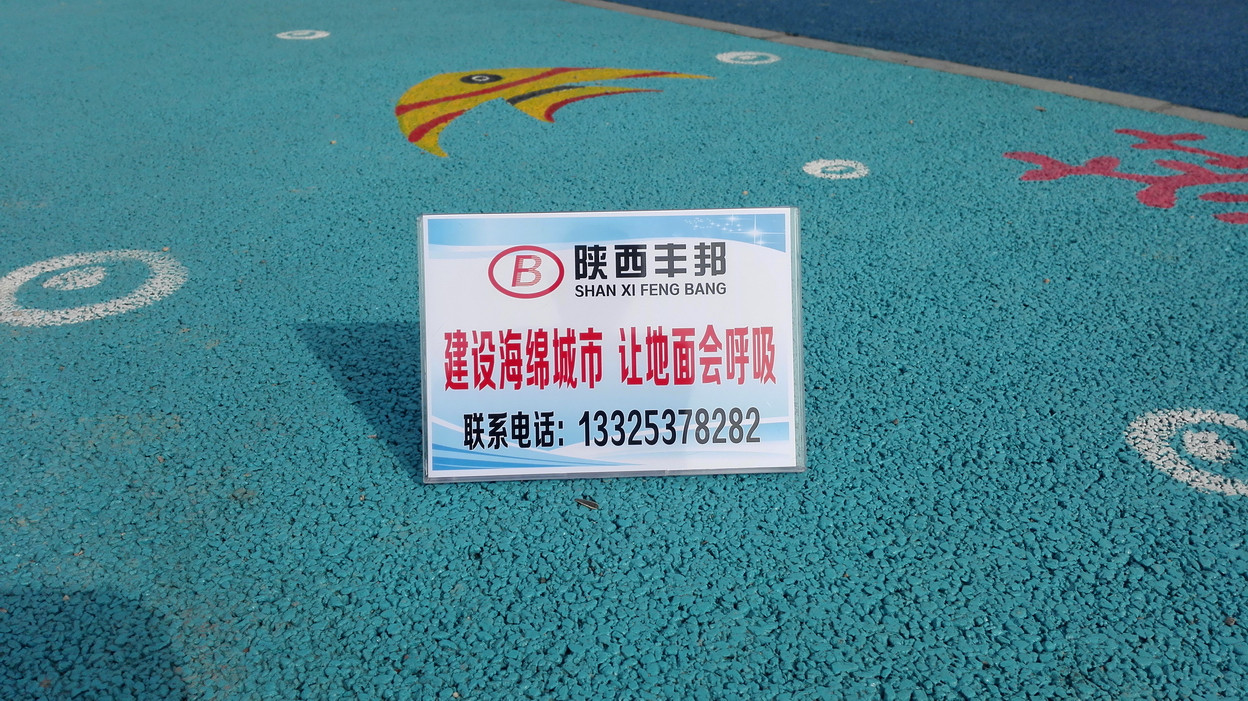 B 陕西丰邦
SHAN XI FENG BANG
建设海绵城市 让地面会呼吸
联系电话：13325378282